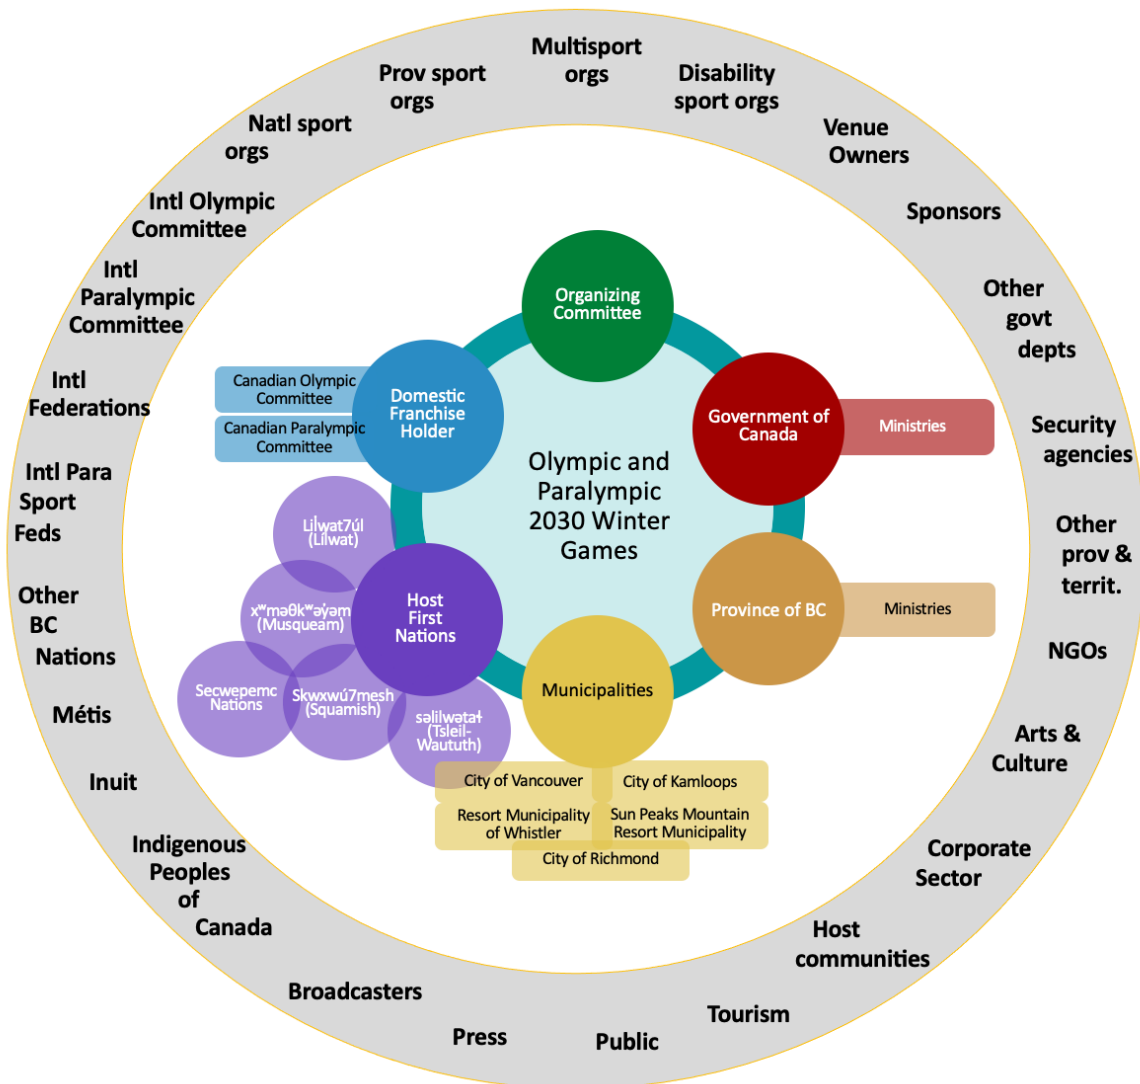 Multisport
orgs
Prov sport
orgs
Disability
sport orgs
Natl sport
orgs
Venue
Owners
Intl Olympic
Committee
Sponsors
Intl
Paralympic
Committee
Other
govt
depts
Intl
Federations
Security
agencies
Intl Para
Sport
Feds
Other
prov &
territ.
Other
BC
Nations
NGOs
Métis
Arts &
Culture
Inuit
Indigenous
Peoples
of
Canada
Corporate
Sector
Host
communities
Broadcasters
Tourism
Press
Public
Organizing
Committee
Domestic
Franchise
Holder
Canadian Olympic
Committee
Canadian Paralympic
Committee
Government of
Canada
Ministries
Olympic and
Paralympic
2030 Winter
Games
Province of BC
Ministries
Host
First
Nations
Lil̓wat7úl
(Lílwat)
xʷməθkʷəy̓əm
(Musqueam)
Secwepemc
Nations
Skwxwú7mesh
(Squamish)
səlilwətaɬ
(Tsleil-
Waututh)
Municipalities
City of Vancouver
City of Kamloops
Resort Municipality
of Whistler
Sun Peaks Mountain
Resort Municipality
City of Richmond